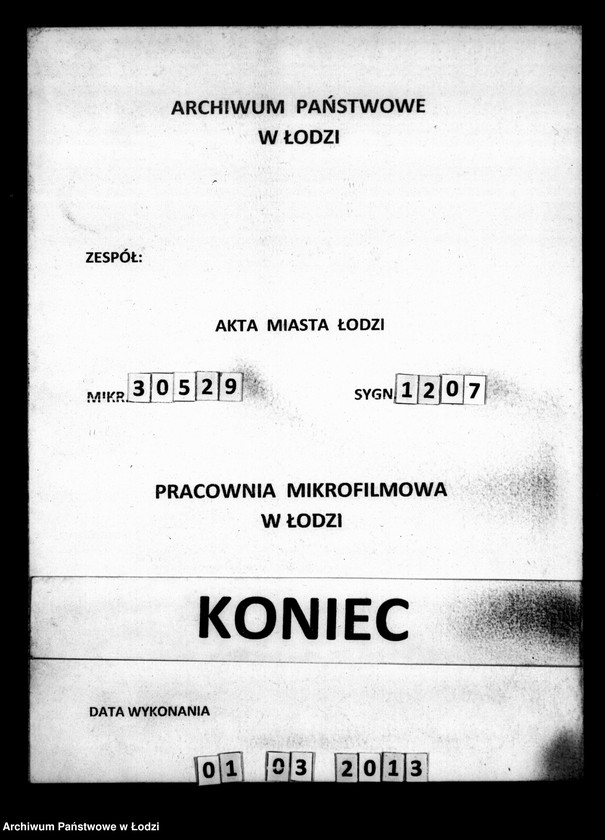 ARCHIWUM PAŃSTWOWE
W ŁODZI
ZESPÓŁ:
AKTA MIASTA ŁODZI
MIKR. 30529 SYGN. 1207
PRACOWNIA MIKROFILMOWA
W ŁODZI
KONIEC
DATA WYKONANIA
01 03 2013
Archiwum Państwowe w Łodzi